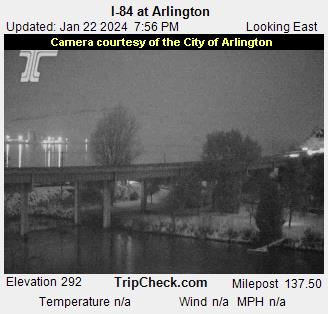 I-84 at Arlington
Updated: Jan 22 2024 7:56 PM Looking East
Camera courtesy of the City of Arlington
Elevation 292 TripCheck.com Milepost 137.50
Temperature n/a Wind n/a MPH n/a